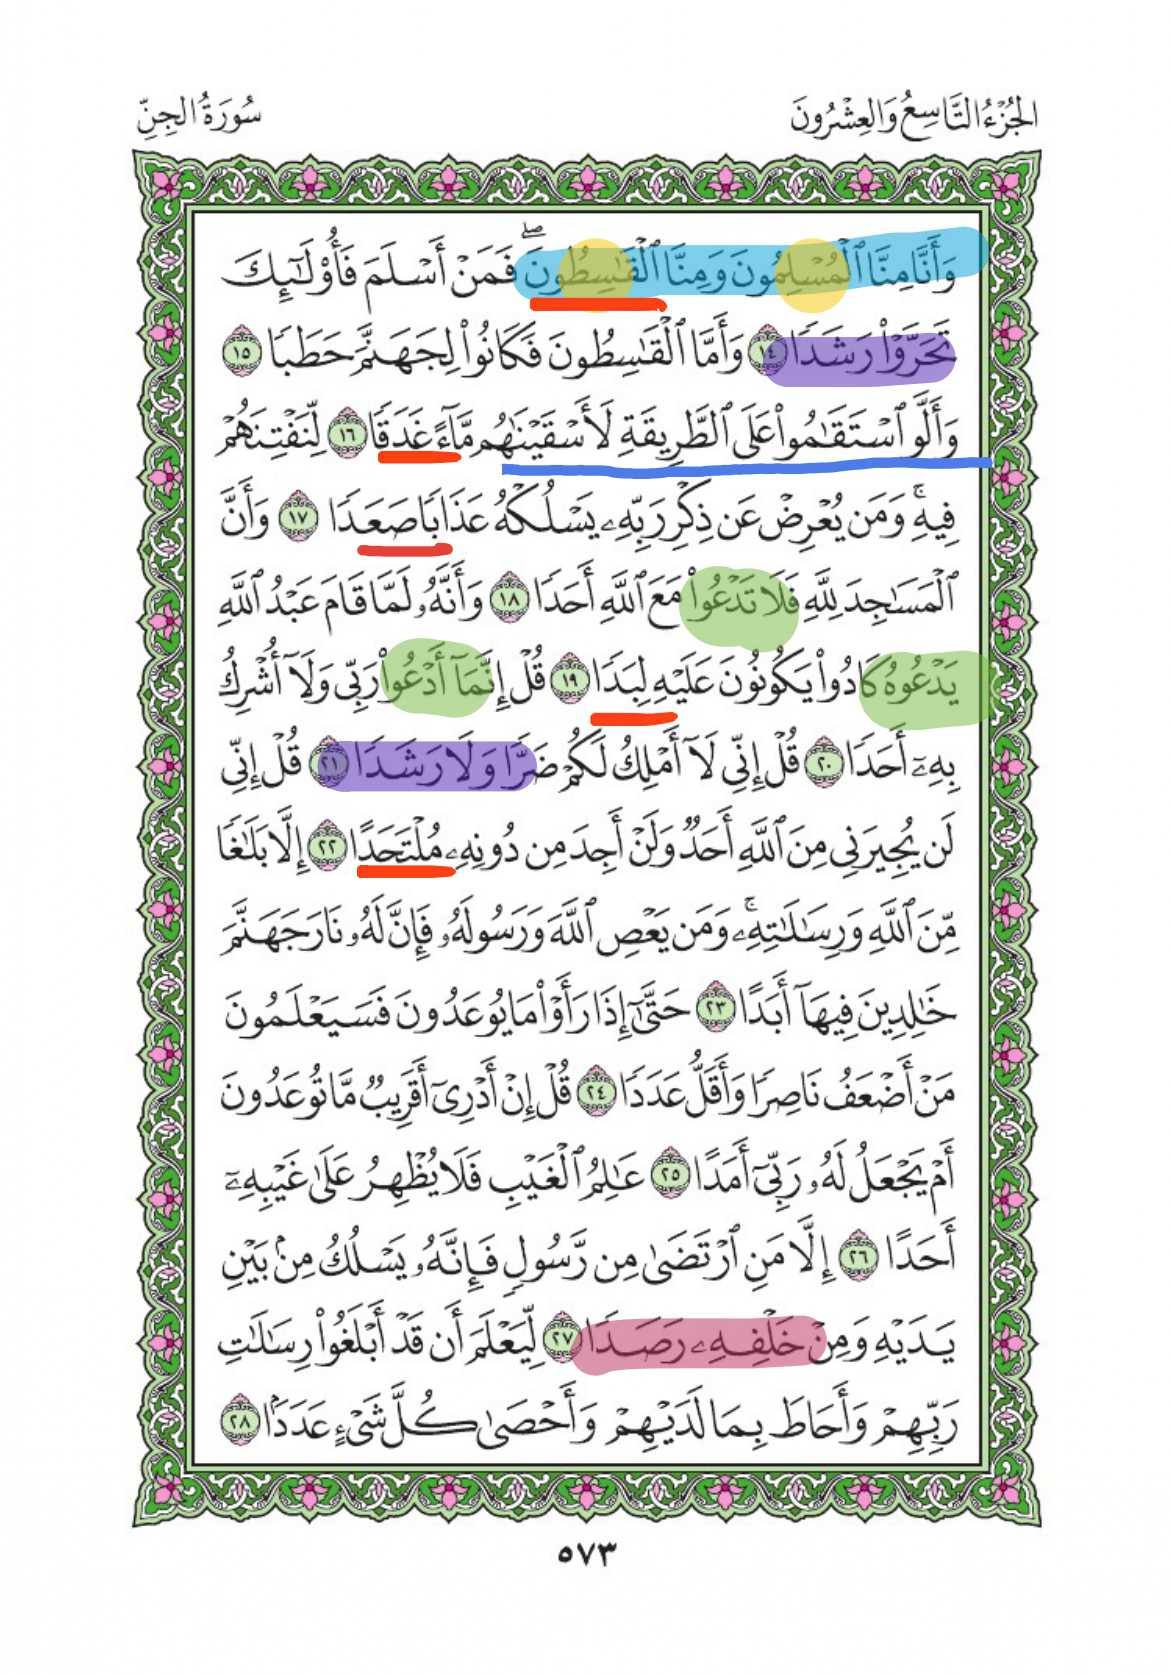 الجُزْءُ التَّاسِعُ وَالعِشْرُونَ
سُورَةُ الجِنِّ
وَأَنَّا مِنَّا ٱلْمُسْلِمُونَ وَمِنَّا ٱلْقَٰسِطُونَۖ فَمَنْ أَسْلَمَ فَأُو۟لَٰٓئِكَ
تَحَرَّوْا۟ رَشَدًا ١٤ وَأَمَّا ٱلْقَٰسِطُونَ فَكَانُوا۟ لِجَهَنَّمَ حَطَبًا ١٥
وَأَلَّوِ ٱسْتَقَٰمُوا۟ عَلَى ٱلطَّرِيقَةِ لَأَسْقَيْنَٰهُم مَّآءً غَدَقًا ١٦ لِّنَفْتِنَهُمْ
فِيهِۚ وَمَن يُعْرِضْ عَن ذِكْرِ رَبِّهِۦ يَسْلُكْهُ عَذَابًا صَعَدًا ١٧ وَأَنَّ
ٱلْمَسَٰجِدَ لِلَّهِ فَلَا تَدْعُوا۟ مَعَ ٱللَّهِ أَحَدًا ١٨ وَأَنَّهُۥ لَمَّا قَامَ عَبْدُ ٱللَّهِ
يَدْعُوهُ كَادُوا۟ يَكُونُونَ عَلَيْهِ لِبَدًا ١٩ قُلْ إِنَّمَآ أَدْعُوا۟ رَبِّى وَلَآ أُشْرِكُ
بِهِۦٓ أَحَدًا ٢٠ قُلْ إِنِّى لَآ أَمْلِكُ لَكُمْ ضَرًّا وَلَا رَشَدًا ٢١ قُلْ إِنِّى
لَن يُجِيرَنِى مِنَ ٱللَّهِ أَحَدٌ وَلَنْ أَجِدَ مِن دُونِهِۦ مُلْتَحَدًا ٢٢ إِلَّا بَلَٰغًا
مِّنَ ٱللَّهِ وَرِسَٰلَٰتِهِۦۚ وَمَن يَعْصِ ٱللَّهَ وَرَسُولَهُۥ فَإِنَّ لَهُۥ نَارَ جَهَنَّمَ
خَٰلِدِينَ فِيهَآ أَبَدًا ٢٣ حَتَّىٰٓ إِذَا رَأَوْا۟ مَا يُوعَدُونَ فَسَيَعْلَمُونَ
مَنْ أَضْعَفُ نَاصِرًا وَأَقَلُّ عَدَدًا ٢٤ قُلْ إِنْ أَدْرِىٓ أَقَرِيبٌ مَّا تُوعَدُونَ
أَمْ يَجْعَلُ لَهُۥ رَبِّىٓ أَمَدًا ٢٥ عَٰلِمُ ٱلْغَيْبِ فَلَا يُظْهِرُ عَلَىٰ غَيْبِهِۦٓ
أَحَدًا ٢٦ إِلَّا مَنِ ٱرْتَضَىٰ مِن رَّسُولٍ فَإِنَّهُۥ يَسْلُكُ مِنۢ بَيْنِ
يَدَيْهِ وَمِنْ خَلْفِهِۦ رَصَدًا ٢٧ لِّيَعْلَمَ أَن قَدْ أَبْلَغُوا۟ رِسَٰلَٰتِ
رَبِّهِمْ وَأَحَاطَ بِمَا لَدَيْهِمْ وَأَحْصَىٰ كُلَّ شَىْءٍ عَدَدًۢا ٢٨
٥٧٣